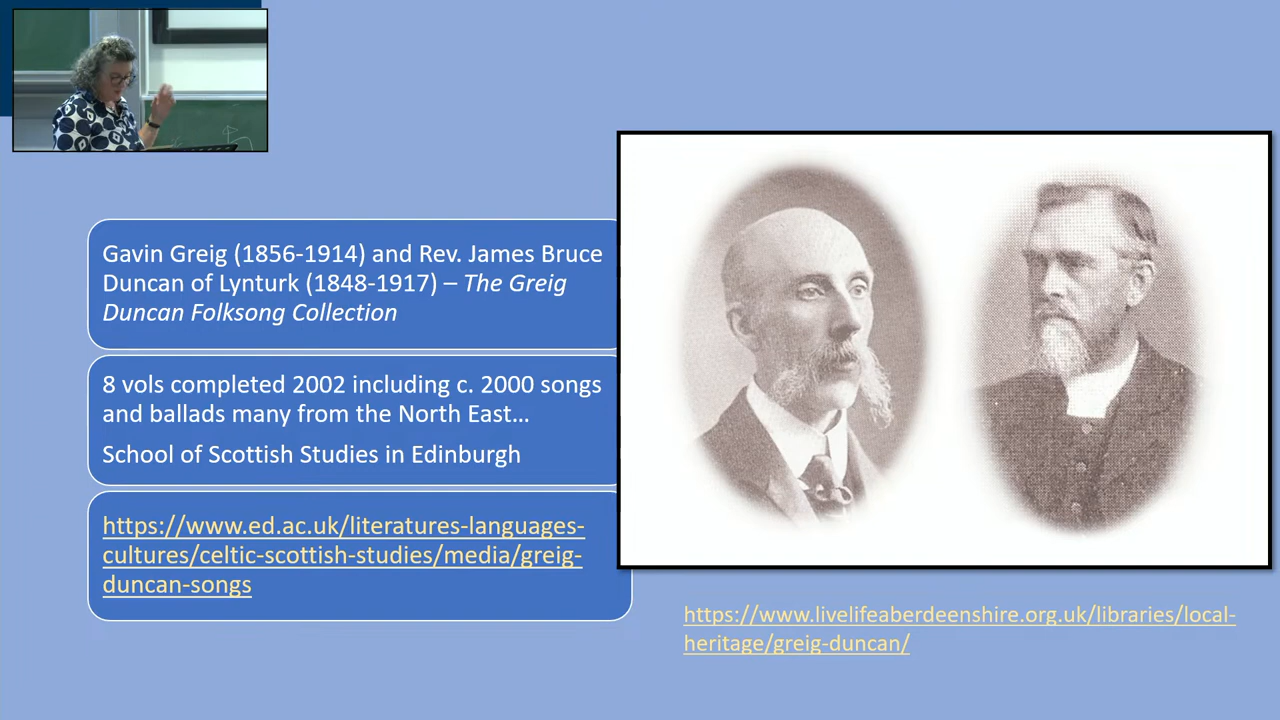 Gavin Greig (1856-1914) and Rev. James Bruce
Duncan of Lynturk (1848-1917) – The Greig
Duncan Folksong Collection
8 vols completed 2002 including c. 2000 songs
and ballads many from the North East...
School of Scottish Studies in Edinburgh
https://www.ed.ac.uk/literatures-languages-
cultures/celtic-scottish-studies/media/greig-
duncan-songs
https://www.livelifeaberdeenshire.org.uk/libraries/local-
heritage/greig-duncan/